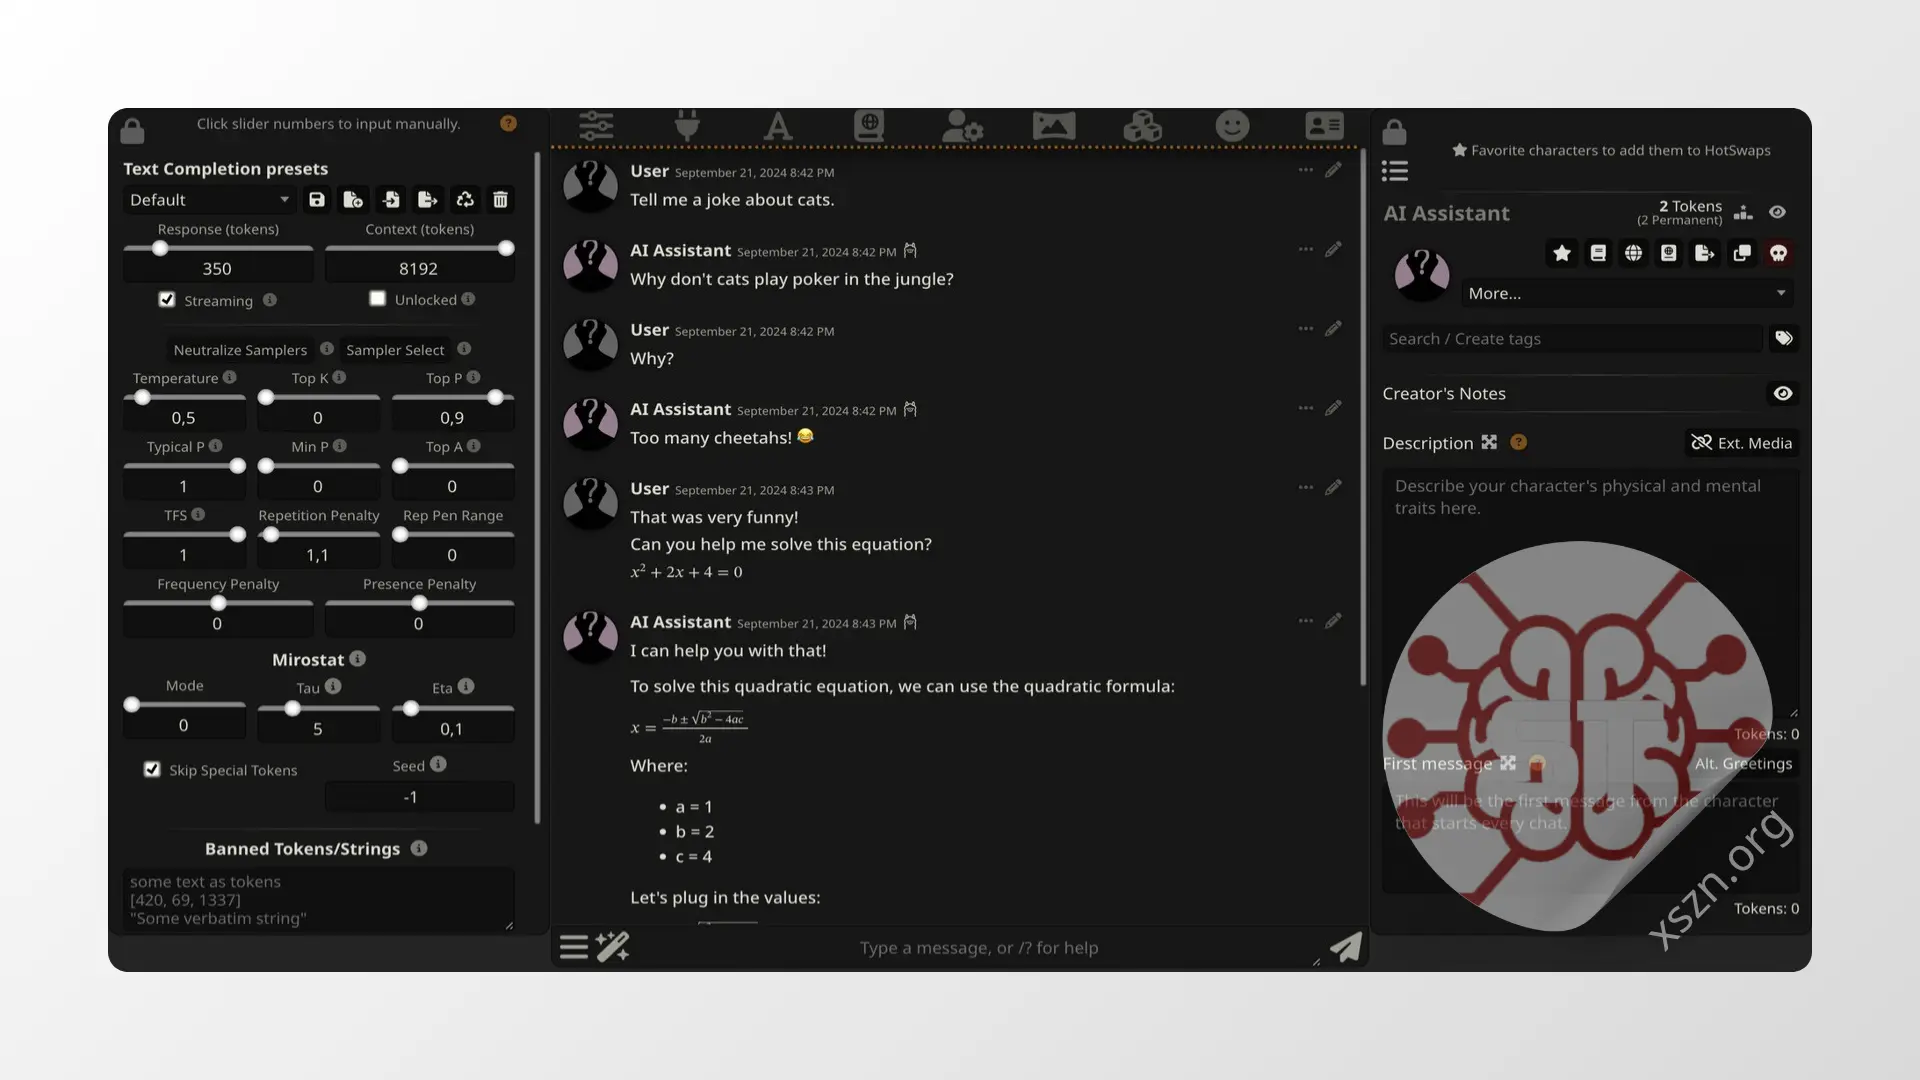 Click slider numbers to input manually.
Text Completion presets
Default
Response (tokens)
Context (tokens)
350
8192
Streaming
Unlocked
Neutralize Samplers
Sampler Select
Temperature
Top K
Top P
0,5
0
0,9
Typical P
Min P
Top A
1
0
0
TFS
Repetition Penalty
Rep Pen Range
1
1,1
0
Frequency Penalty
Presence Penalty
0
0
Mirostat
Mode
Tau
Eta
0
5
0,1
Skip Special Tokens
Seed
-1
Banned Tokens/Strings
some text as tokens
[420, 69, 1337]
"Some verbatim string"
User September 21, 2024 8:42 PM
Tell me a joke about cats.
AI Assistant September 21, 2024 8:42 PM
Why don't cats play poker in the jungle?
User September 21, 2024 8:42 PM
Why?
AI Assistant September 21, 2024 8:42 PM
Too many cheetahs! 😂
User September 21, 2024 8:43 PM
That was very funny!
Can you help me solve this equation?
x² + 2x + 4 = 0
AI Assistant September 21, 2024 8:43 PM
I can help you with that!
To solve this quadratic equation, we can use the quadratic formula:
x = (-b ± √(b² − 4ac)) / 2a
Where:
• a = 1
• b = 2
• c = 4
Let's plug in the values:
Type a message, or /? for help
Favorite characters to add them to HotSwaps
AI Assistant
2 Tokens
(2 Permanent)
More...
Search / Create tags
Creator's Notes
Description
Ext. Media
Describe your character's physical and mental
traits here.
Tokens: 0
First message
Alt. Greetings
This will be the first message from the character
that starts every chat.
Tokens: 0
ST
xszn.org